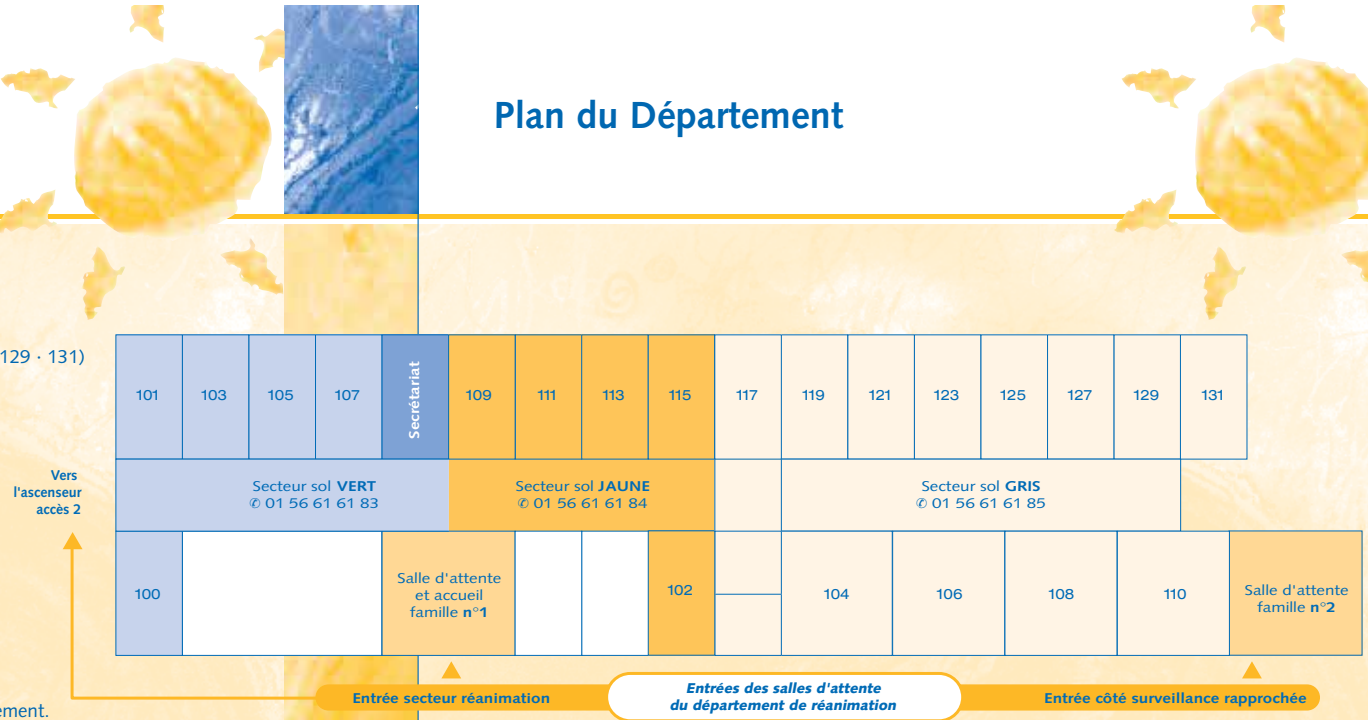 Plan du Département
129 · 131)
101 103 105 107 Secrétariat 109 111 113 115 117 119 121 123 125 127 129 131
Vers
l'ascenseur
accès 2
Secteur sol VERT
✆ 01 56 61 61 83
Secteur sol JAUNE
✆ 01 56 61 61 84
Secteur sol GRIS
✆ 01 56 61 61 85
100
Salle d'attente
et accueil
famille n°1
102
104
106
108
110
Salle d'attente
famille n°2
Entrée secteur réanimation
Entrées des salles d'attente
du département de réanimation
Entrée côté surveillance rapprochée
ement.